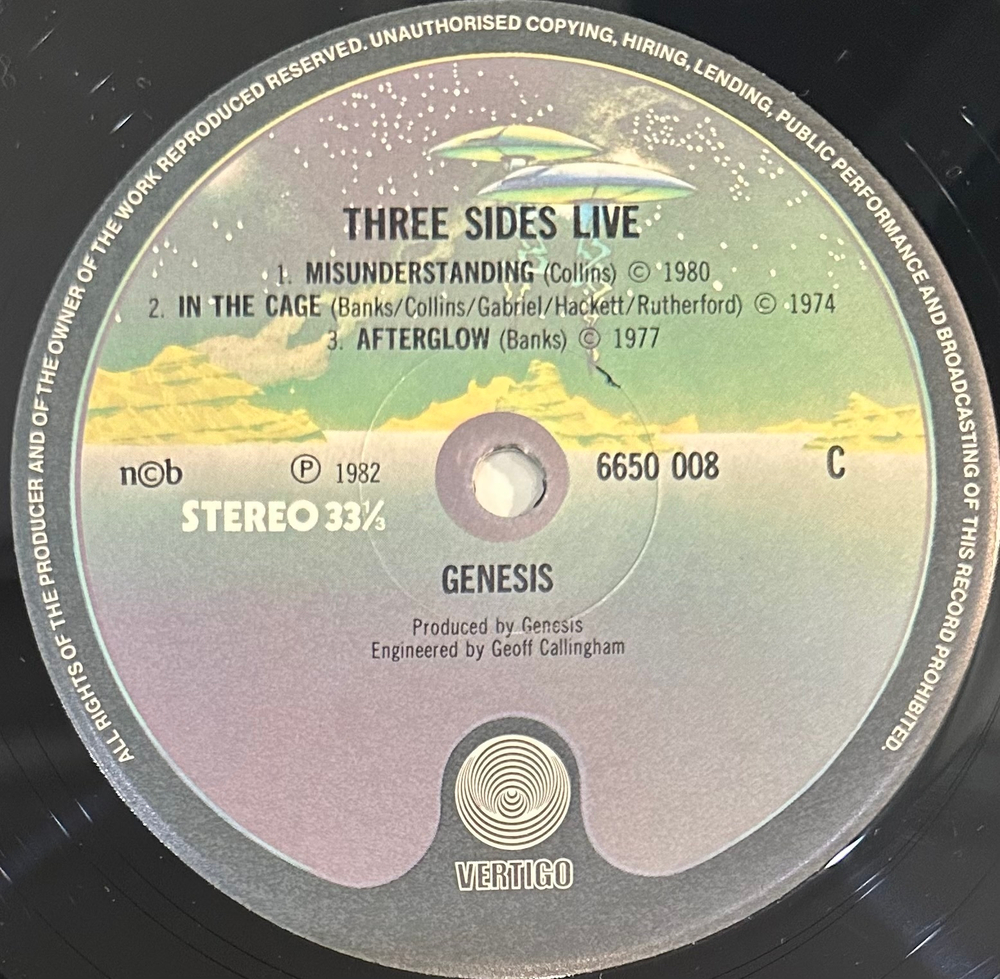 ALL RIGHTS OF THE PRODUCER AND OF THE OWNER OF THE WORK REPRODUCED RESERVED. UNAUTHORISED COPYING, HIRING, LENDING, PUBLIC PERFORMANCE AND BROADCASTING OF THIS RECORD PROHIBITED.
THREE SIDES LIVE
1. MISUNDERSTANDING (Collins) © 1980
2. IN THE CAGE (Banks/Collins/Gabriel/Hackett/Rutherford) © 1974
3. AFTERGLOW (Banks) © 1977
n©b ℗ 1982 6650 008 C
STEREO 33⅓
GENESIS
Produced by Genesis
Engineered by Geoff Callingham
VERTIGO